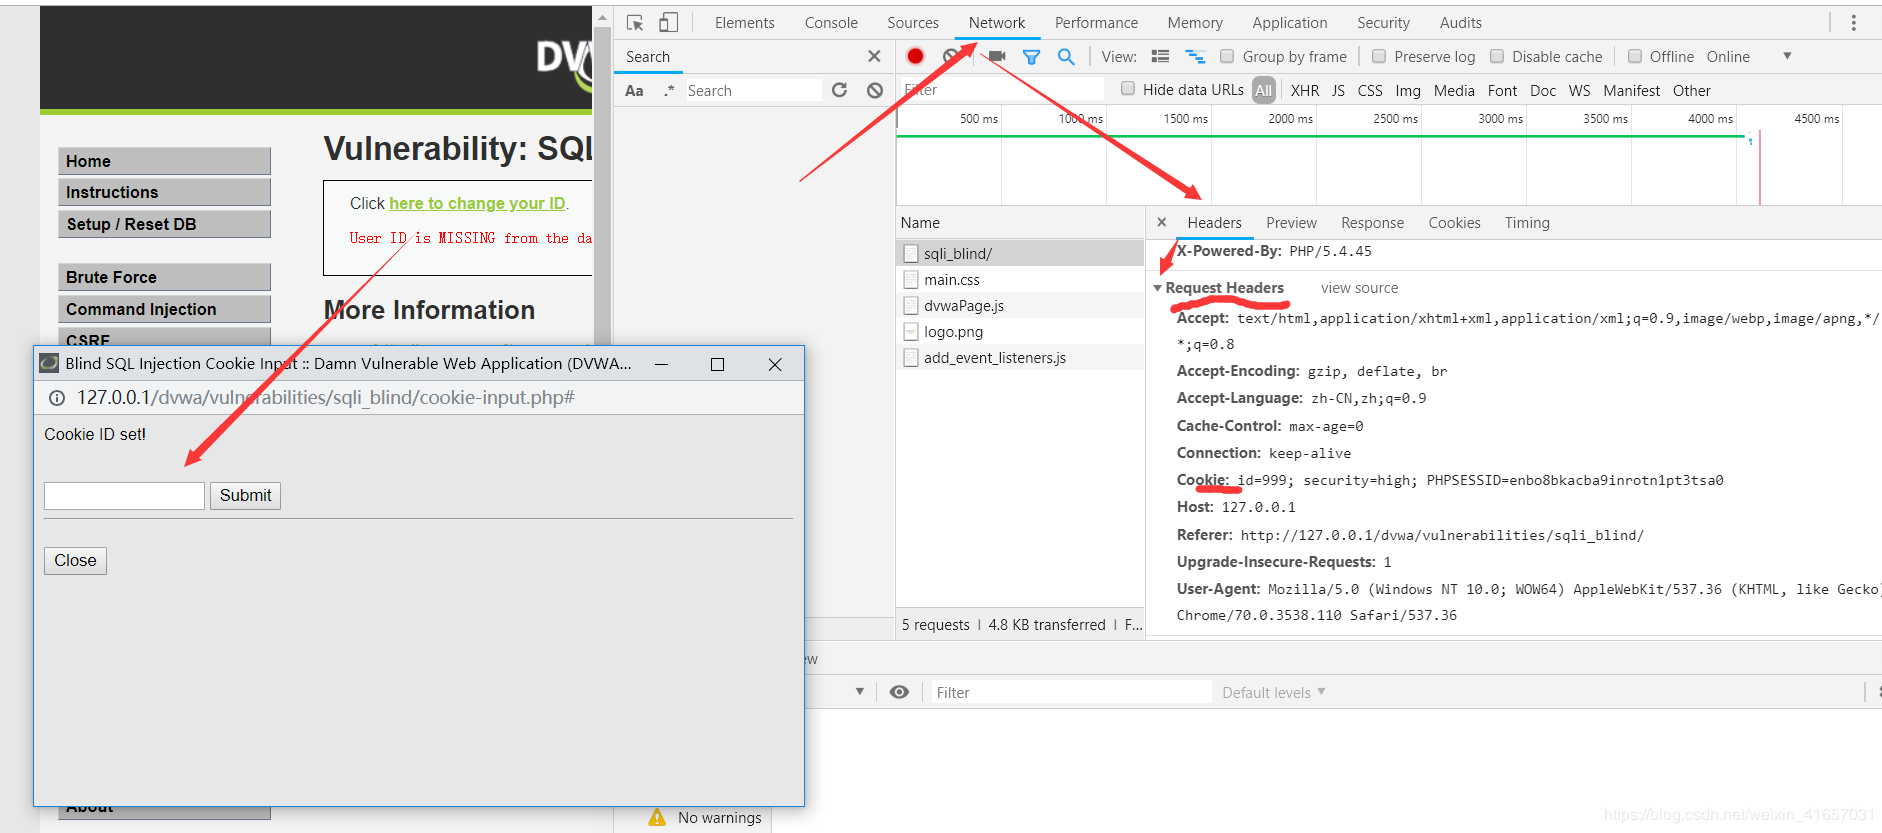 DVW
Home
Instructions
Setup / Reset DB
Brute Force
Command Injection
CSRF
About
Vulnerability: SQL
Click here to change your ID.
User ID is MISSING from the da
More Information
Blind SQL Injection Cookie Input :: Damn Vulnerable Web Application (DVWA...
127.0.0.1/dvwa/vulnerabilities/sqli_blind/cookie-input.php#
Cookie ID set!
Submit
Close
Elements Console Sources Network Performance Memory Application Security Audits
Search
Aa .* Search
View: Group by frame Preserve log Disable cache Offline Online
Filter Hide data URLs All XHR JS CSS Img Media Font Doc WS Manifest Other
500 ms 1000 ms 1500 ms 2000 ms 2500 ms 3000 ms 3500 ms 4000 ms 4500 ms
Name
sqli_blind/
main.css
dvwaPage.js
logo.png
add_event_listeners.js
5 requests | 4.8 KB transferred | F...
Headers Preview Response Cookies Timing
X-Powered-By: PHP/5.4.45
Request Headers view source
Accept: text/html,application/xhtml+xml,application/xml;q=0.9,image/webp,image/apng,*/
*;q=0.8
Accept-Encoding: gzip, deflate, br
Accept-Language: zh-CN,zh;q=0.9
Cache-Control: max-age=0
Connection: keep-alive
Cookie: id=999; security=high; PHPSESSID=enbo8bkacba9inrotn1pt3tsa0
Host: 127.0.0.1
Referer: http://127.0.0.1/dvwa/vulnerabilities/sqli_blind/
Upgrade-Insecure-Requests: 1
User-Agent: Mozilla/5.0 (Windows NT 10.0; WOW64) AppleWebKit/537.36 (KHTML, like Gecko)
Chrome/70.0.3538.110 Safari/537.36
ew
Filter Default levels
No warnings
https://blog.csdn.net/weixin_41657031